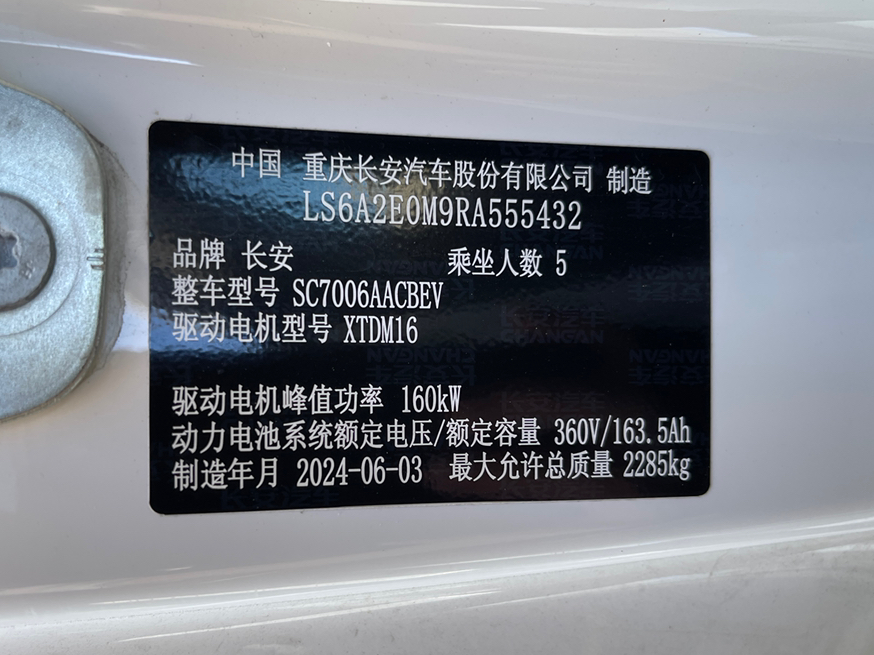 中国 重庆长安汽车股份有限公司 制造
LS6A2E0M9RA555432
品牌 长安 乘坐人数 5
整车型号 SC7006AACBEV
驱动电机型号 XTDM16
驱动电机峰值功率 160kW
动力电池系统额定电压/额定容量 360V/163.5Ah
制造年月 2024-06-03 最大允许总质量 2285kg